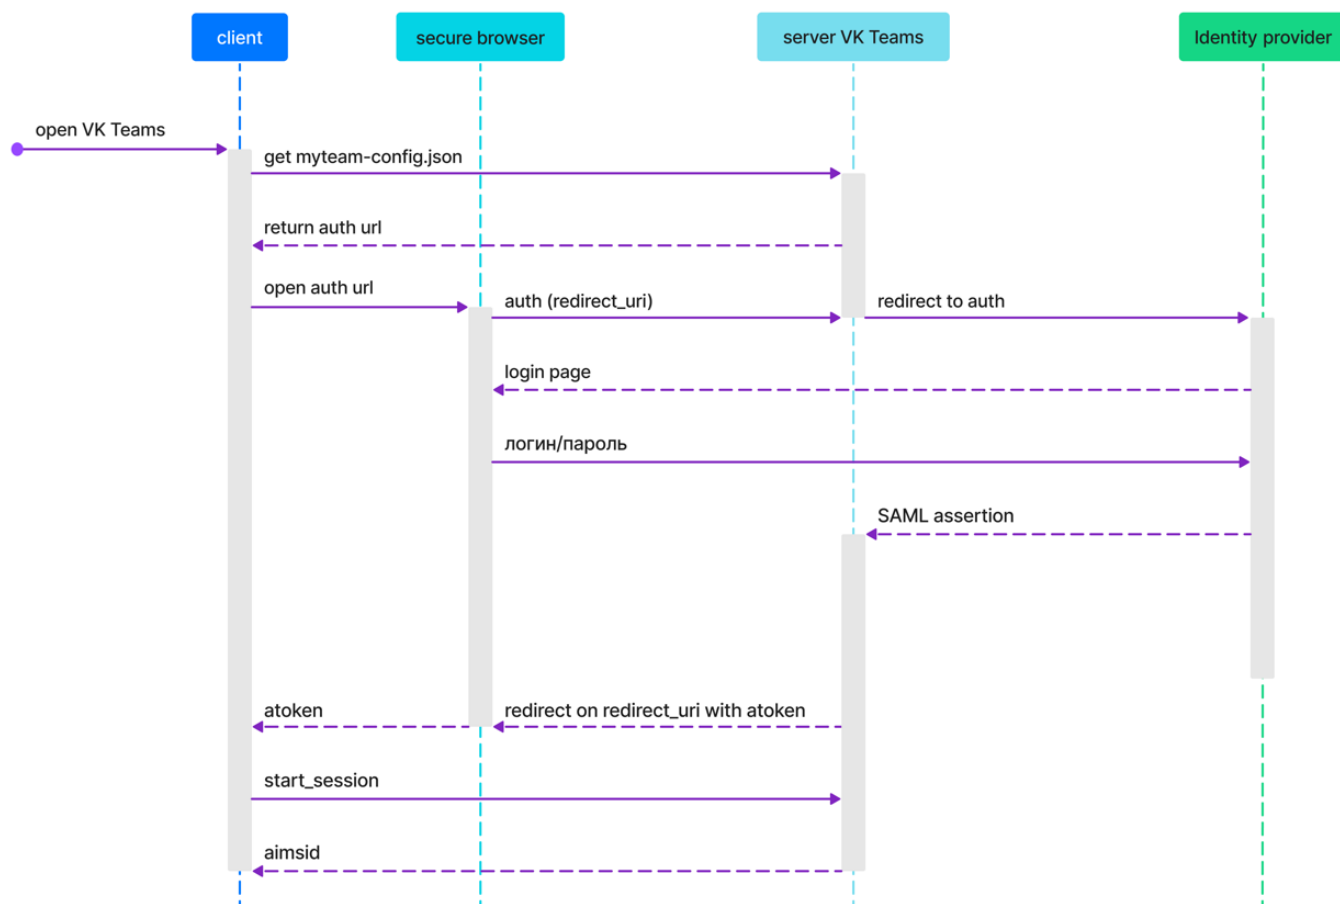 client
secure browser
server VK Teams
Identity provider
open VK Teams
get myteam-config.json
return auth url
open auth url
auth (redirect_uri)
redirect to auth
login page
логин/пароль
SAML assertion
atoken
redirect on redirect_uri with atoken
start_session
aimsid